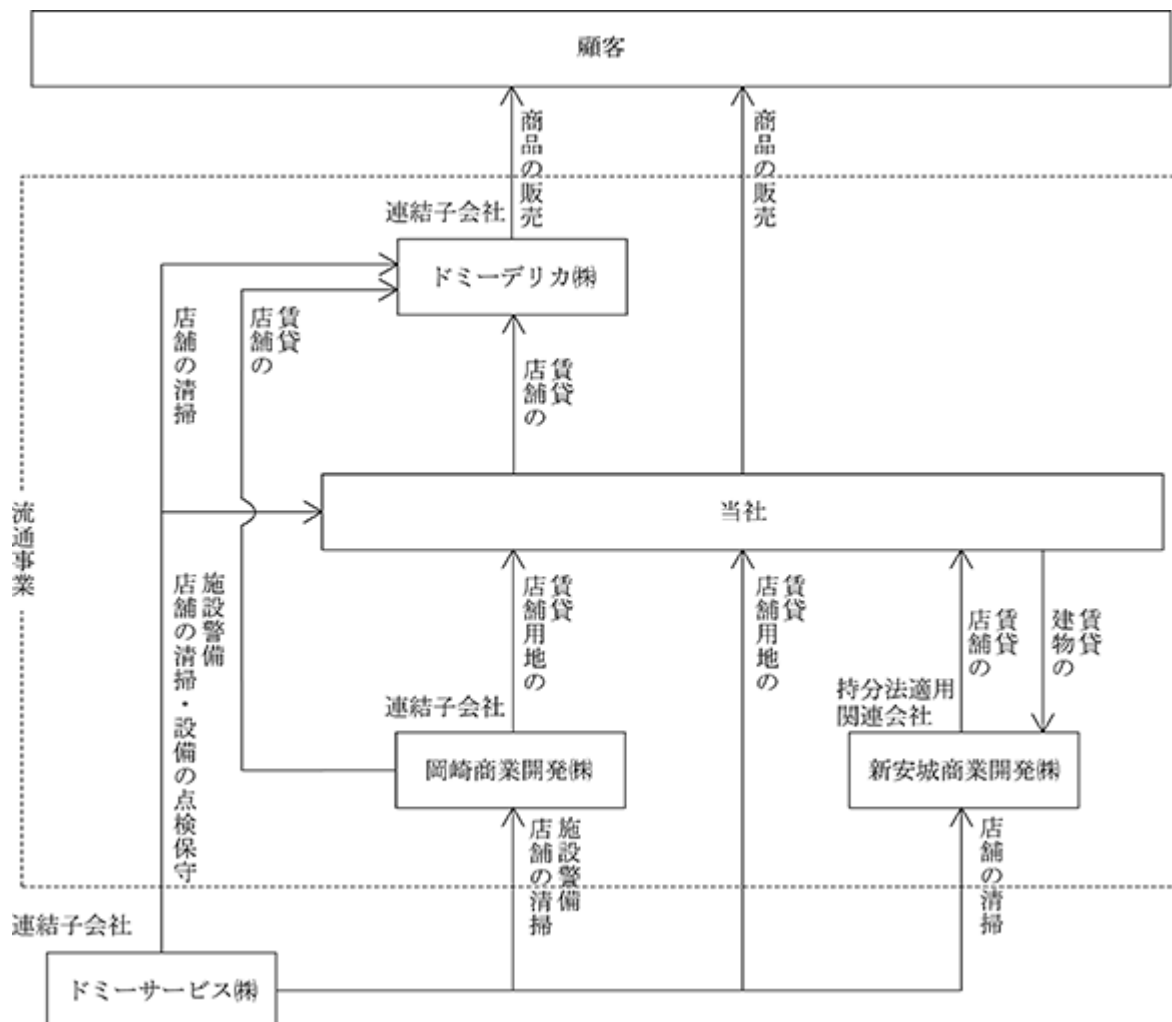 顧客
商品の販売
商品の販売
連結子会社
ドミーデリカ㈱
店舗の清掃
店舗の
賃貸
店舗の
賃貸
当社
流通事業
施設警備
店舗の清掃・設備の点検保守
店舗用地の
賃貸
店舗用地の
賃貸
店舗の
賃貸
建物の
賃貸
連結子会社
岡崎商業開発㈱
持分法適用
関連会社
新安城商業開発㈱
施設警備
店舗の清掃
店舗の清掃
連結子会社
ドミーサービス㈱